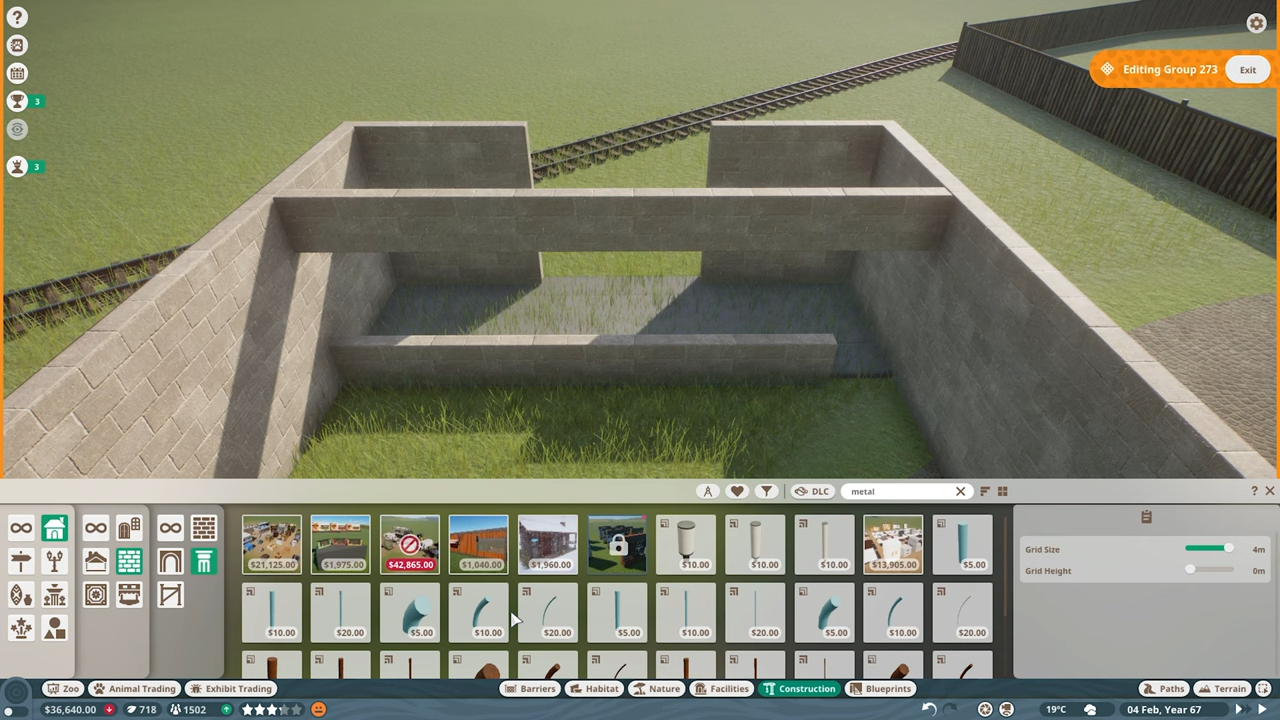 3
Editing Group 273
Exit
3
DLC
metal
$21,125.00
$1,975.00
$42,865.00
$1,040.00
$1,960.00
$10.00
$10.00
$10.00
$13,905.00
$5.00
Grid Size
4m
Grid Height
0m
$10.00
$20.00
$5.00
$10.00
$20.00
$5.00
$10.00
$20.00
$5.00
$10.00
$20.00
Zoo
Animal Trading
Exhibit Trading
Barriers
Habitat
Nature
Facilities
Construction
Blueprints
Paths
Terrain
$36,640.00
718
1502
19°C
04 Feb, Year 67